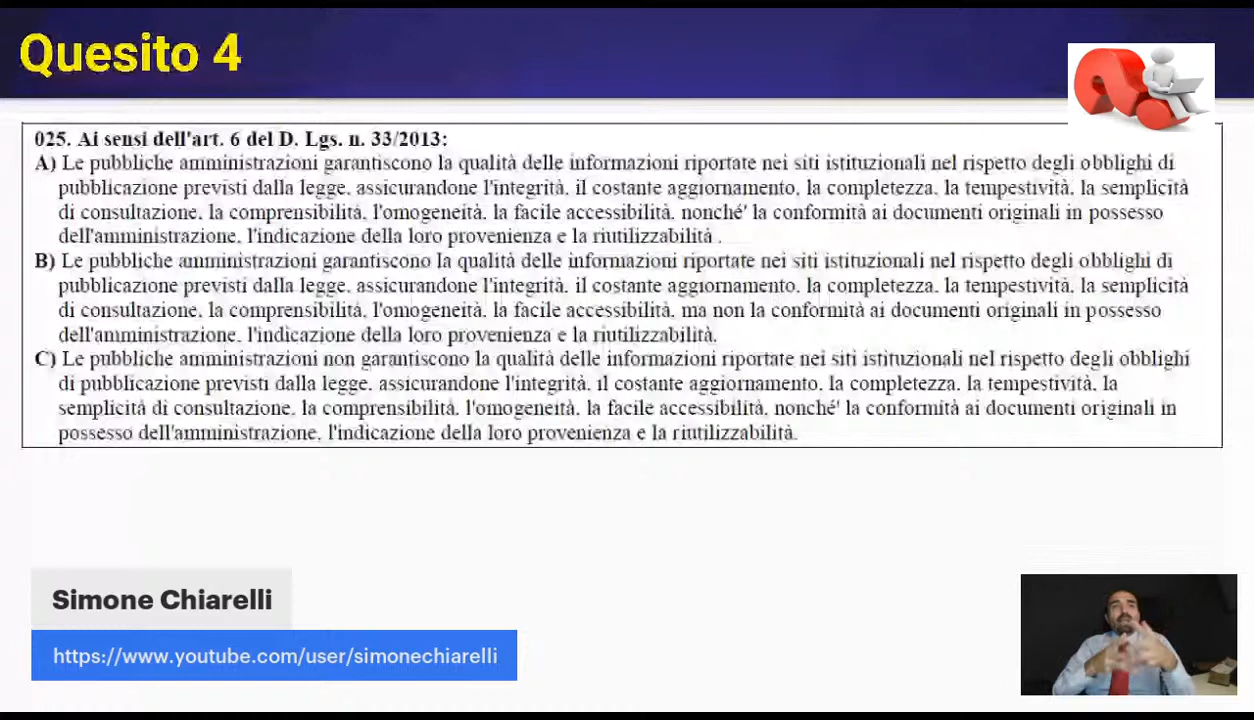 Quesito 4
025. Ai sensi dell'art. 6 del D. Lgs. n. 33/2013:
A) Le pubbliche amministrazioni garantiscono la qualità delle informazioni riportate nei siti istituzionali nel rispetto degli obblighi di
pubblicazione previsti dalla legge, assicurandone l'integrità, il costante aggiornamento, la completezza, la tempestività, la semplicità
di consultazione, la comprensibilità, l'omogeneità, la facile accessibilità, nonché' la conformità ai documenti originali in possesso
dell'amministrazione, l'indicazione della loro provenienza e la riutilizzabilità .
B) Le pubbliche amministrazioni garantiscono la qualità delle informazioni riportate nei siti istituzionali nel rispetto degli obblighi di
pubblicazione previsti dalla legge, assicurandone l'integrità, il costante aggiornamento, la completezza, la tempestività, la semplicità
di consultazione, la comprensibilità, l'omogeneità, la facile accessibilità, ma non la conformità ai documenti originali in possesso
dell'amministrazione, l'indicazione della loro provenienza e la riutilizzabilità.
C) Le pubbliche amministrazioni non garantiscono la qualità delle informazioni riportate nei siti istituzionali nel rispetto degli obblighi
di pubblicazione previsti dalla legge, assicurandone l'integrità, il costante aggiornamento, la completezza, la tempestività, la
semplicità di consultazione, la comprensibilità, l'omogeneità, la facile accessibilità, nonché' la conformità ai documenti originali in
possesso dell'amministrazione, l'indicazione della loro provenienza e la riutilizzabilità.
Simone Chiarelli
https://www.youtube.com/user/simonechiarelli